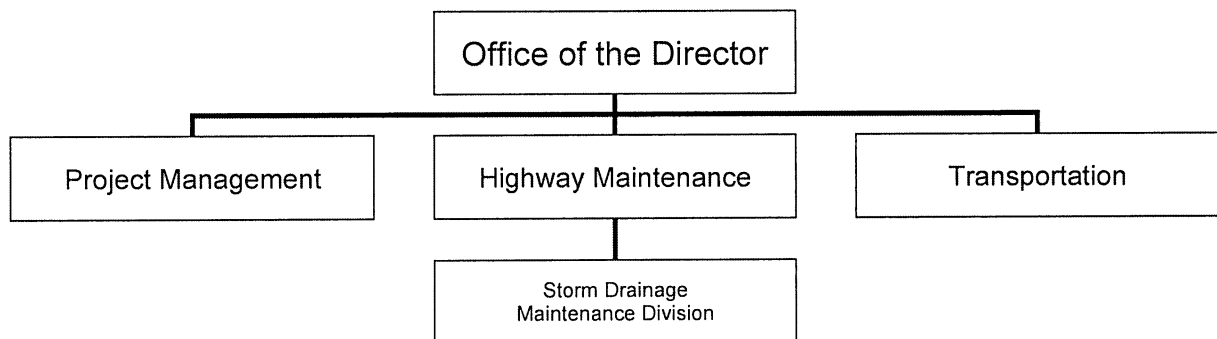 Office of the Director
Project Management
Highway Maintenance
Transportation
Storm Drainage
Maintenance Division